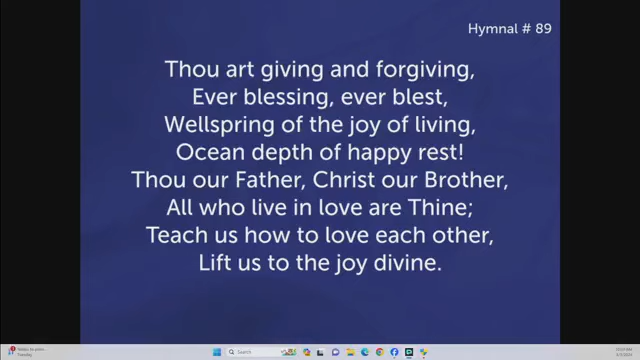 Hymnal # 89
Thou art giving and forgiving,
Ever blessing, ever blest,
Wellspring of the joy of living,
Ocean depth of happy rest!
Thou our Father, Christ our Brother,
All who live in love are Thine;
Teach us how to love each other,
Lift us to the joy divine.
Search